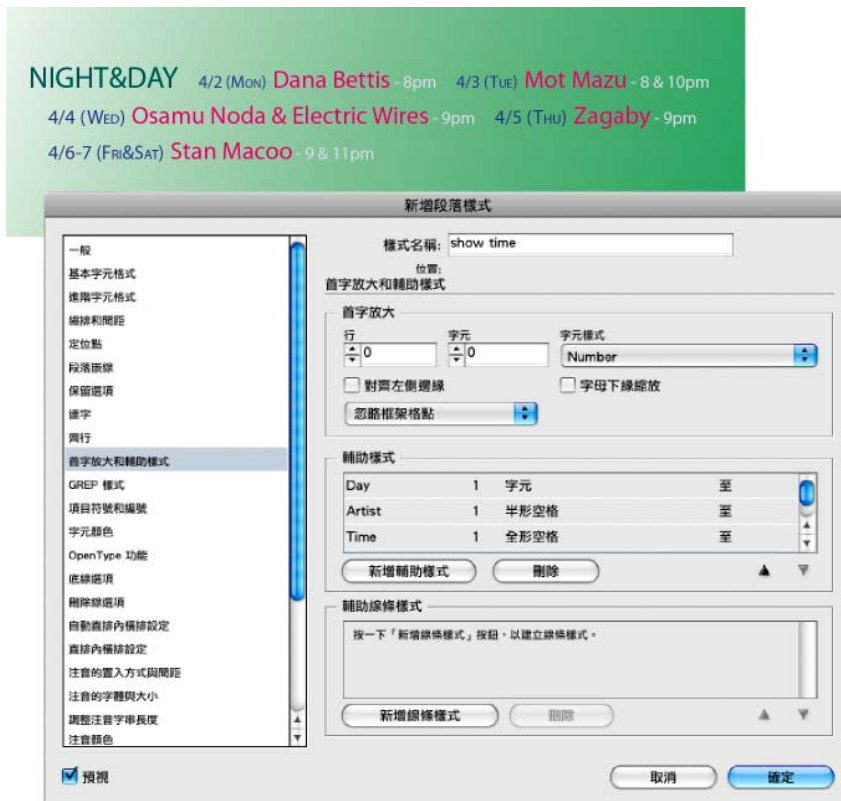 NIGHT&DAY 4/2 (MON) Dana Bettis - 8pm 4/3 (TUE) Mot Mazu - 8 & 10pm
4/4 (WED) Osamu Noda & Electric Wires - 9pm 4/5 (THU) Zagaby - 9pm
4/6-7 (FRI&SAT) Stan Macoo - 9 & 11pm
新增段落樣式
一般
基本字元格式
進階字元格式
縮排和間距
定位點
段落嵌線
保留選項
連字
齊行
首字放大和輔助樣式
GREP 樣式
項目符號和編號
字元顏色
OpenType 功能
底線選項
刪除線選項
自動直排內橫排設定
直排內橫排設定
注音的置入方式與間距
注音的字體與大小
調整注音字串長度
注音顏色
樣式名稱: show time
位置:
首字放大和輔助樣式
首字放大
行 字元 字元樣式
0 0 Number
對齊左側邊緣 字母下緣縮放
忽略框架格點
輔助樣式
Day 1 字元 至
Artist 1 半形空格 至
Time 1 全形空格 至
新增輔助樣式 刪除
輔助線條樣式
按一下「新增線條樣式」按鈕，以建立線條樣式。
新增線條樣式 刪除
預視 取消 確定